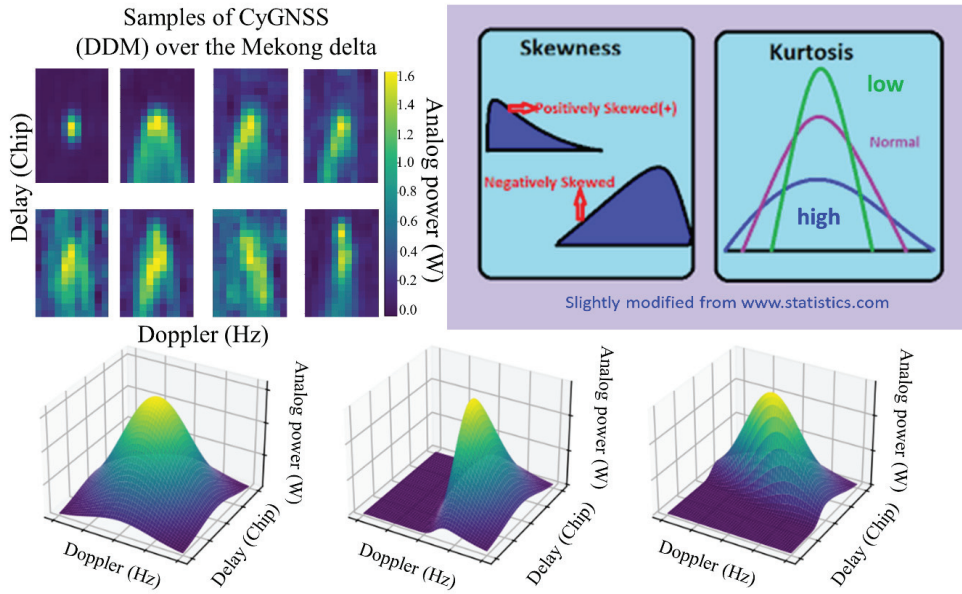 Samples of CyGNSS
(DDM) over the Mekong delta
Delay (Chip)
Doppler (Hz)
1.6
1.4
1.2
1.0
0.8
0.6
0.4
0.2
0.0
Analog power (W)
Skewness
Positively Skewed(+)
Negatively Skewed
Kurtosis
low
Normal
high
Slightly modified from www.statistics.com
Analog power (W)
Doppler (Hz)
Delay (Chip)
Analog power (W)
Doppler (Hz)
Delay (Chip)
Analog power (W)
Doppler (Hz)
Delay (Chip)